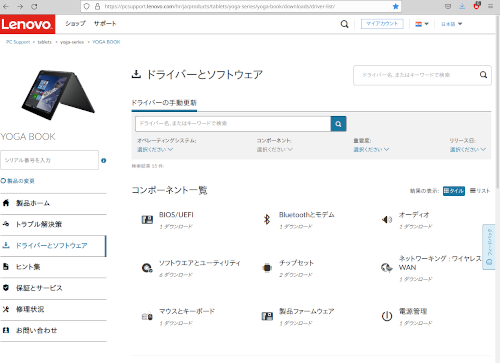 https://pcsupport.lenovo.com/hr/ja/products/tablets/yoga-series/yoga-book/downloads/driver-list/
Lenovo
ショップ サポート
マイアカウント 日本語
PC Support > tablets > yoga-series > YOGA BOOK
ドライバーとソフトウェア
ドライバー名, またはキーワードで検索
ドライバーの手動更新
ドライバー名, またはキーワードで検索
オペレーティングシステム: コンポーネント: 重要度: リリース日:
選択ください 選択ください 選択ください 選択ください
YOGA BOOK
シリアル番号を入力
製品の変更
製品ホーム
トラブル解決策
ドライバーとソフトウェア
ヒント集
保証とサービス
修理状況
お問い合わせ
コンポーネント一覧
結果の表示: タイル リスト
BIOS/UEFI
1 ダウンロード
Bluetoothとモデム
1 ダウンロード
オーディオ
1 ダウンロード
ソフトウエアとユーティリティ
6 ダウンロード
チップセット
2 ダウンロード
ネットワーキング : ワイヤレス WAN
1 ダウンロード
マウスとキーボード
1 ダウンロード
製品ファームウェア
1 ダウンロード
電源管理
1 ダウンロード